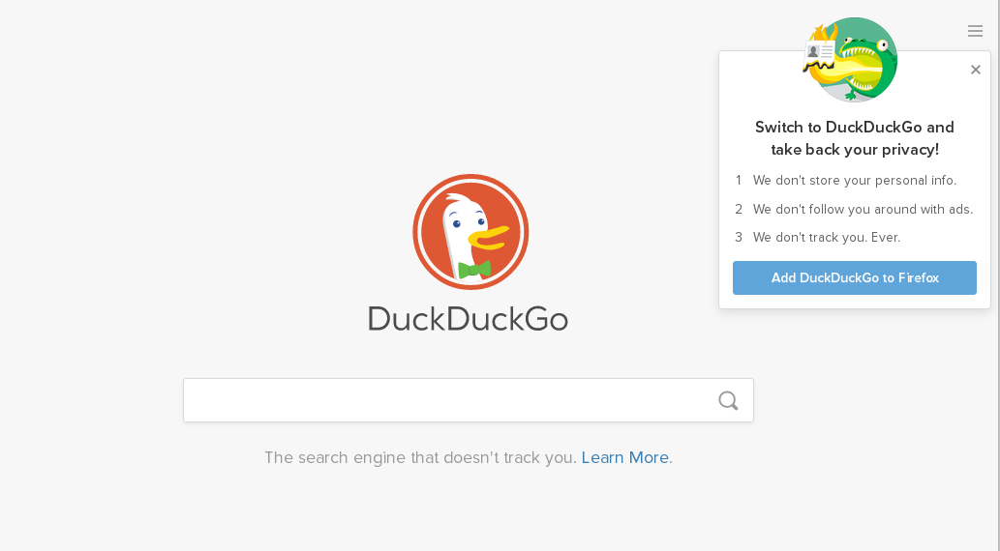 Switch to DuckDuckGo and
take back your privacy!
1 We don't store your personal info.
2 We don't follow you around with ads.
3 We don't track you. Ever.
Add DuckDuckGo to Firefox
DuckDuckGo
The search engine that doesn't track you. Learn More.